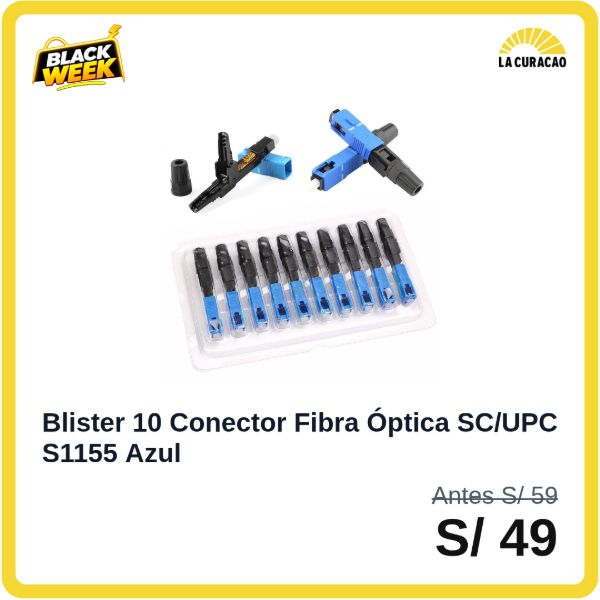 BLACK
WEEK
LA CURACAO
Blister 10 Conector Fibra Óptica SC/UPC
S1155 Azul
Antes S/ 59
S/ 49